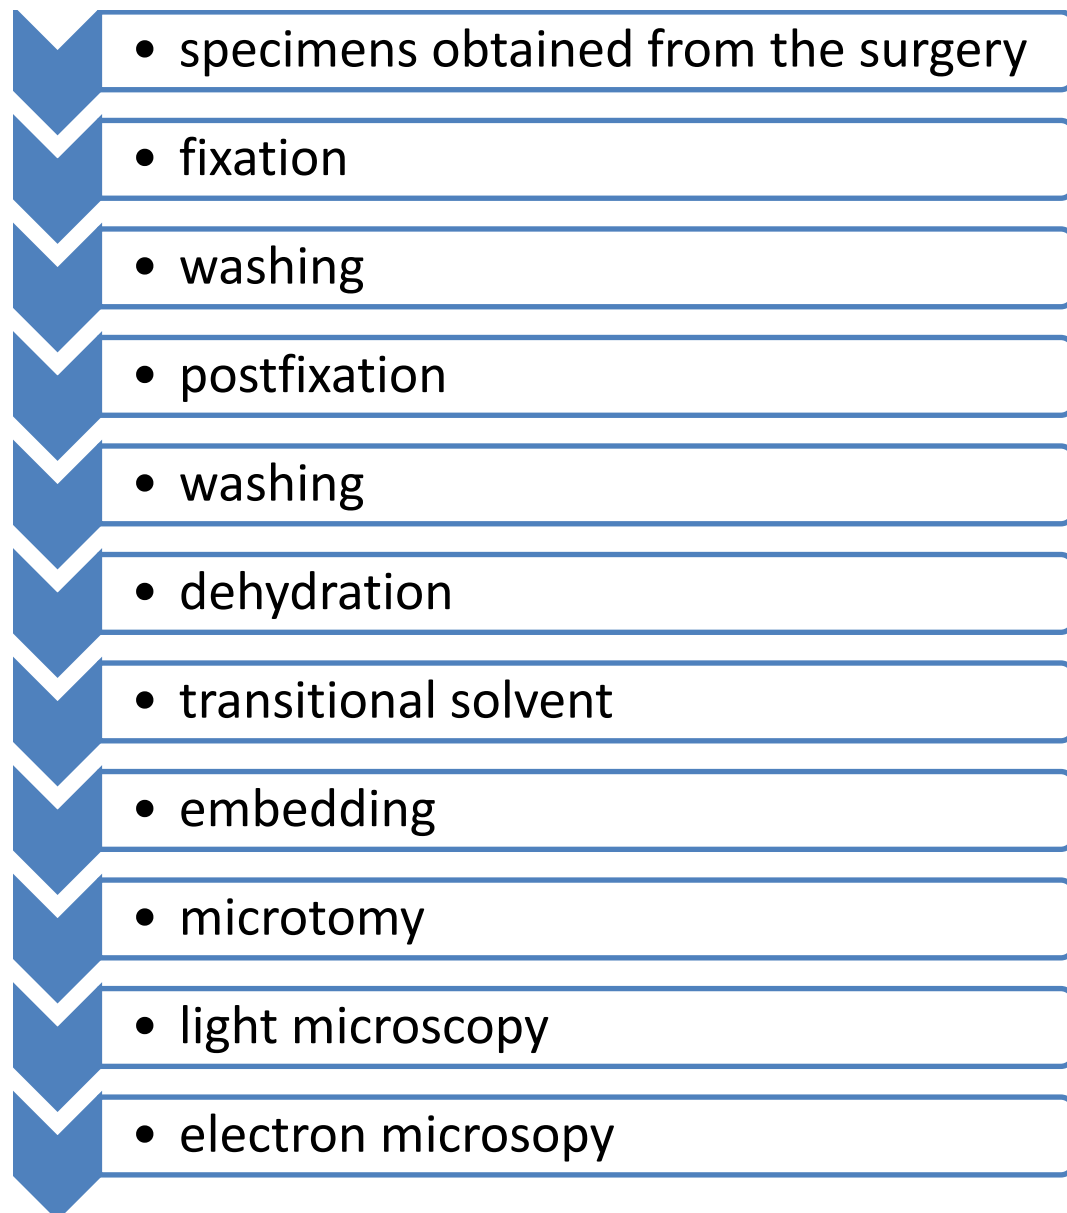 • specimens obtained from the surgery
• fixation
• washing
• postfixation
• washing
• dehydration
• transitional solvent
• embedding
• microtomy
• light microscopy
• electron microsopy